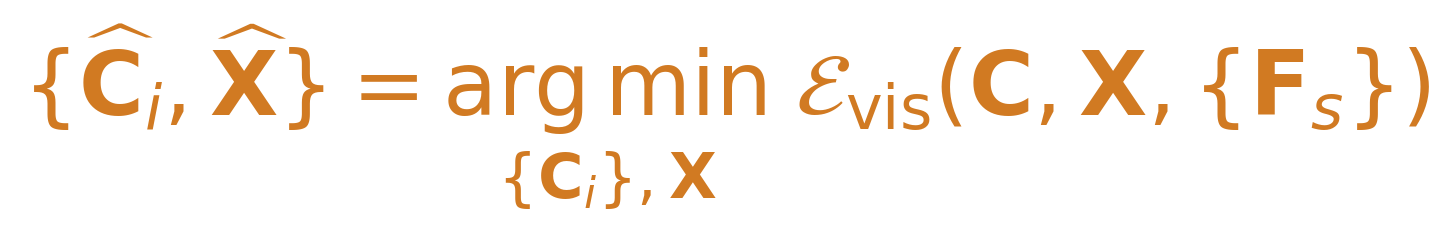 {Ĉ_i, X̂} = arg min ℰ_vis(C, X, {F_s})
{C_i}, X